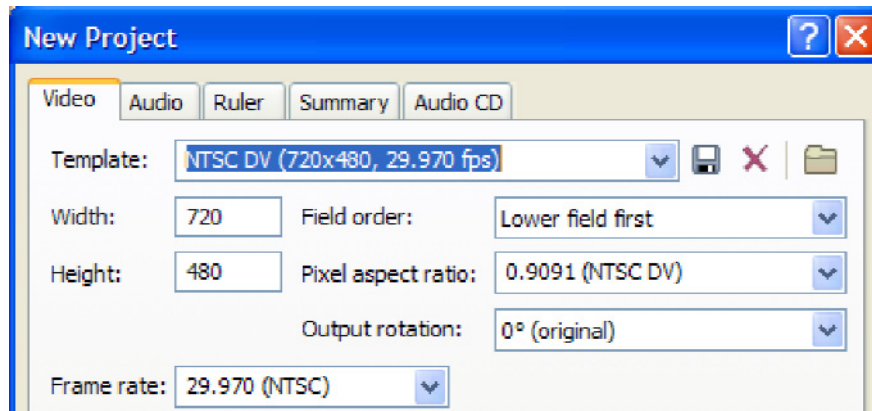 New Project
Video Audio Ruler Summary Audio CD
Template: NTSC DV (720x480, 29.970 fps)
Width: 720 Field order: Lower field first
Height: 480 Pixel aspect ratio: 0.9091 (NTSC DV)
Output rotation: 0° (original)
Frame rate: 29.970 (NTSC)